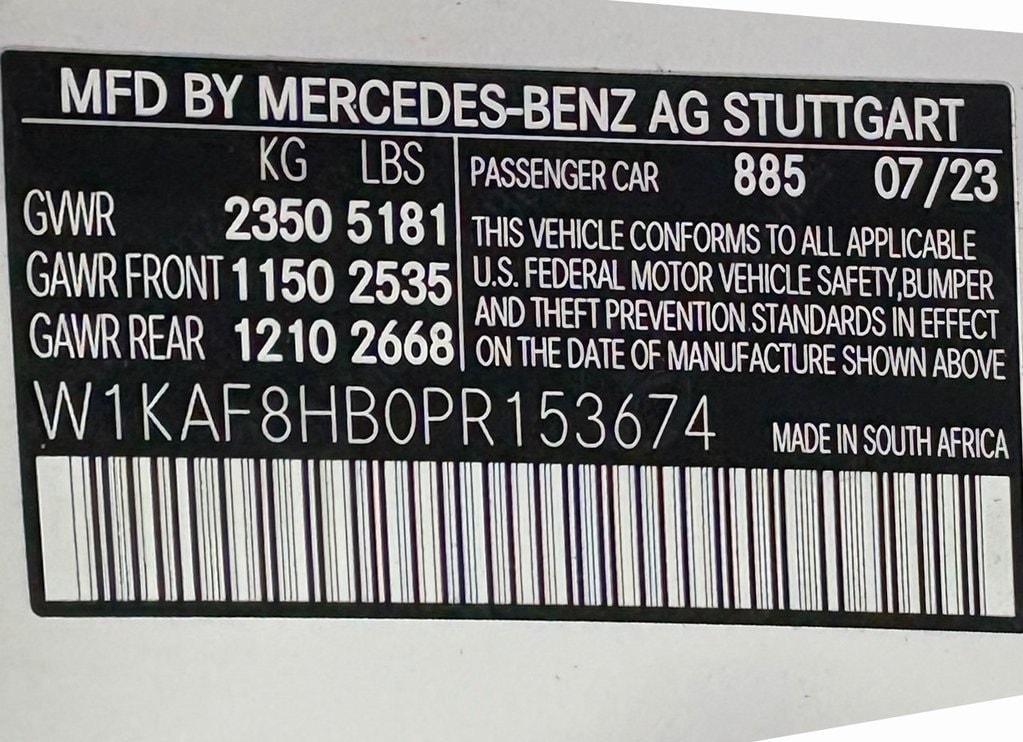 MFD BY MERCEDES-BENZ AG STUTTGART
KG LBS
GVWR 2350 5181
GAWR FRONT 1150 2535
GAWR REAR 1210 2668
PASSENGER CAR 885 07/23
THIS VEHICLE CONFORMS TO ALL APPLICABLE
U.S. FEDERAL MOTOR VEHICLE SAFETY,BUMPER
AND THEFT PREVENTION STANDARDS IN EFFECT
ON THE DATE OF MANUFACTURE SHOWN ABOVE
W1KAF8HB0PR153674
MADE IN SOUTH AFRICA